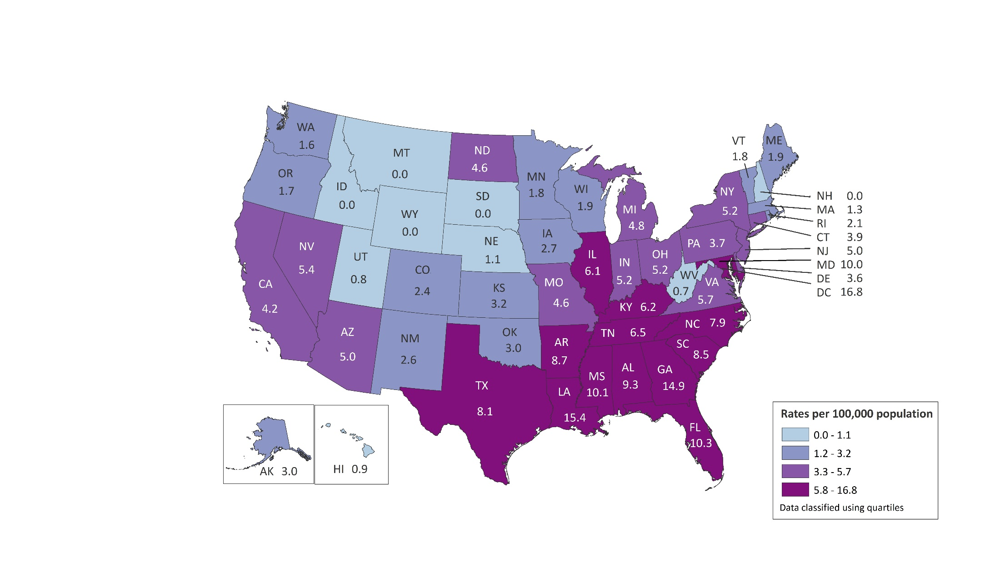 WA
1.6
MT
0.0
ND
4.6
VT
1.8
ME
1.9
OR
1.7
ID
0.0
SD
0.0
MN
1.8
WI
1.9
MI
4.8
NY
5.2
NH 0.0
MA 1.3
RI 2.1
CT 3.9
NJ 5.0
MD 10.0
DE 3.6
DC 16.8
WY
0.0
NE
1.1
IA
2.7
PA 3.7
NV
5.4
UT
0.8
CO
2.4
KS
3.2
MO
4.6
IL
6.1
IN
5.2
OH
5.2
WV
0.7
VA
5.7
CA
4.2
KY 6.2
AZ
5.0
NM
2.6
OK
3.0
AR
8.7
TN 6.5
NC 7.9
SC
8.5
TX
8.1
LA
15.4
MS
10.1
AL
9.3
GA
14.9
FL
10.3
AK 3.0
HI 0.9
Rates per 100,000 population
0.0 - 1.1
1.2 - 3.2
3.3 - 5.7
5.8 - 16.8
Data classified using quartiles